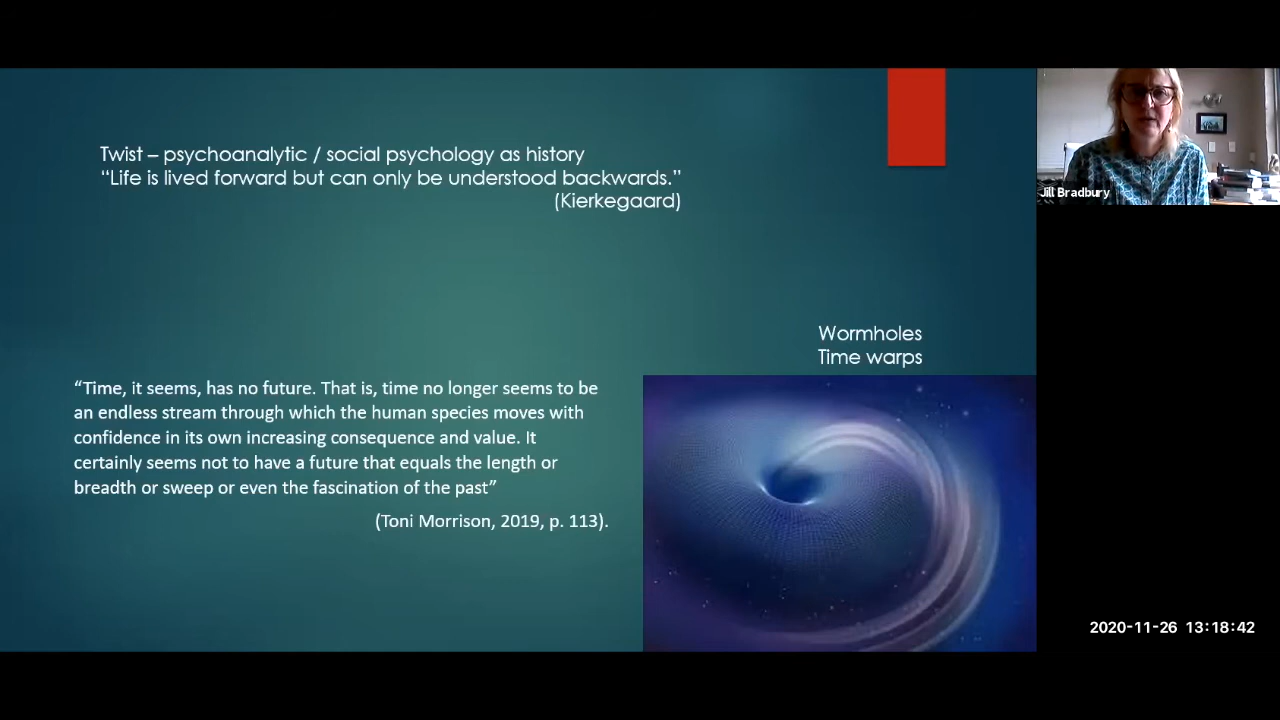 Twist – psychoanalytic / social psychology as history
“Life is lived forward but can only be understood backwards.”
(Kierkegaard)
Jill Bradbury
Wormholes
Time warps
“Time, it seems, has no future. That is, time no longer seems to be
an endless stream through which the human species moves with
confidence in its own increasing consequence and value. It
certainly seems not to have a future that equals the length or
breadth or sweep or even the fascination of the past”
(Toni Morrison, 2019, p. 113).
2020-11-26 13:18:42